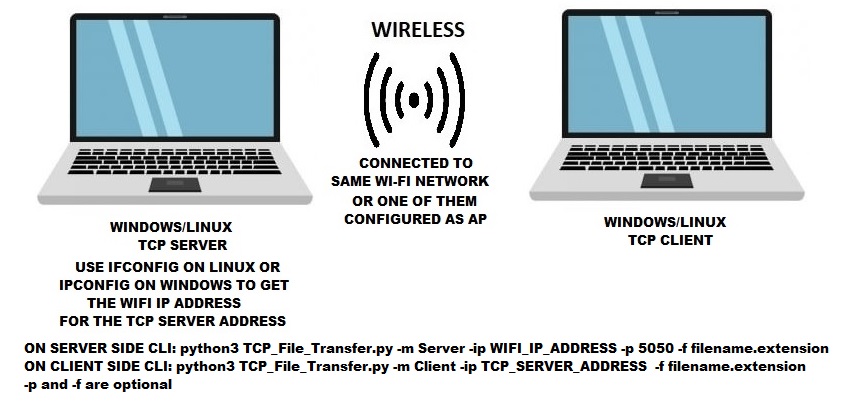 WIRELESS
CONNECTED TO
SAME WI-FI NETWORK
OR ONE OF THEM
CONFIGURED AS AP
WINDOWS/LINUX
TCP SERVER
USE IFCONFIG ON LINUX OR
IPCONFIG ON WINDOWS TO GET
THE WIFI IP ADDRESS
FOR THE TCP SERVER ADDRESS
WINDOWS/LINUX
TCP CLIENT
ON SERVER SIDE CLI: python3 TCP_File_Transfer.py -m Server -ip WIFI_IP_ADDRESS -p 5050 -f filename.extension
ON CLIENT SIDE CLI: python3 TCP_File_Transfer.py -m Client -ip TCP_SERVER_ADDRESS -f filename.extension
-p and -f are optional